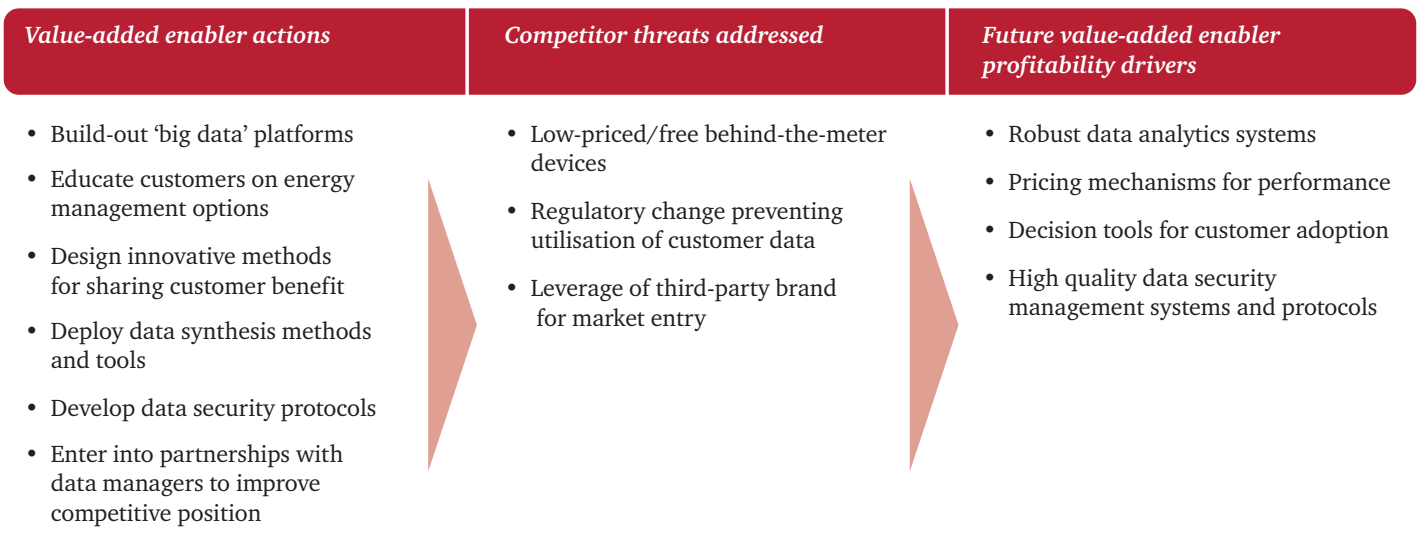 Value-added enabler actions
• Build-out ‘big data’ platforms
• Educate customers on energy
management options
• Design innovative methods
for sharing customer benefit
• Deploy data synthesis methods
and tools
• Develop data security protocols
• Enter into partnerships with
data managers to improve
competitive position
Competitor threats addressed
• Low-priced/free behind-the-meter
devices
• Regulatory change preventing
utilisation of customer data
• Leverage of third-party brand
for market entry
Future value-added enabler
profitability drivers
• Robust data analytics systems
• Pricing mechanisms for performance
• Decision tools for customer adoption
• High quality data security
management systems and protocols